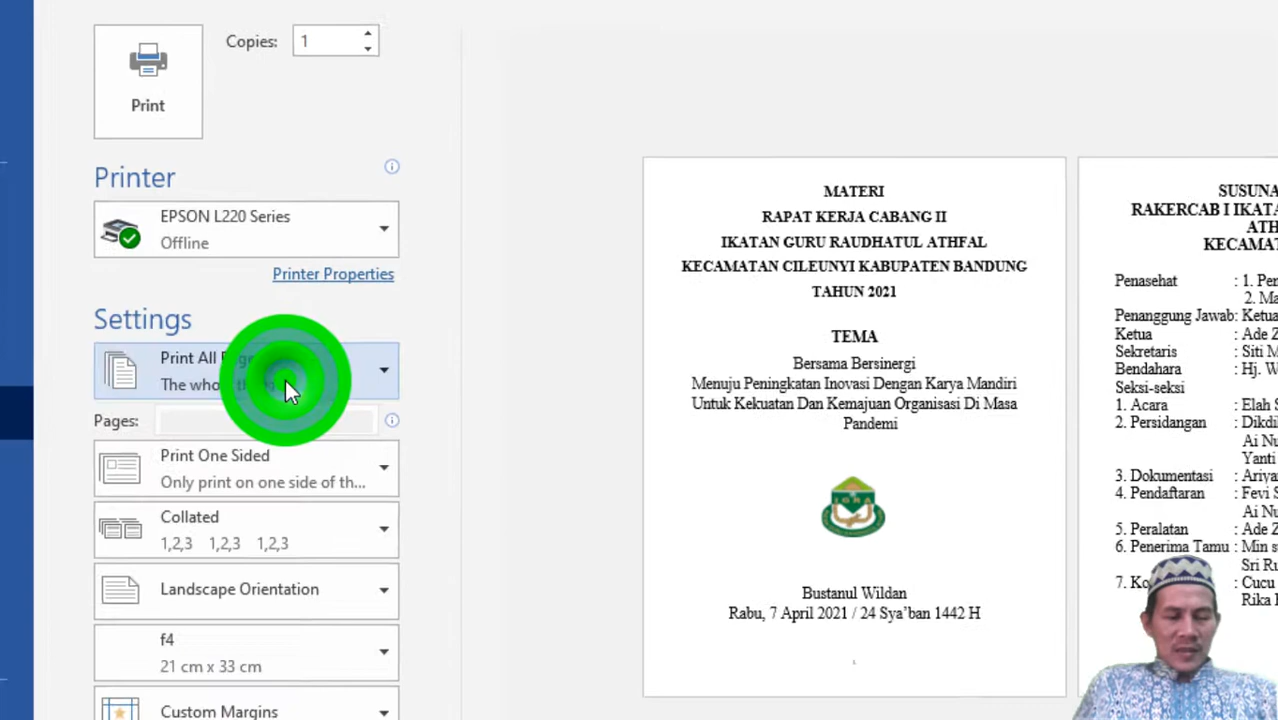 Copies: 1
Print
Printer
EPSON L220 Series
Offline
Printer Properties
Settings
Print All
The who
Pages:
Print One Sided
Only print on one side of th...
Collated
1,2,3 1,2,3 1,2,3
Landscape Orientation
f4
21 cm x 33 cm
Custom Margins
MATERI
RAPAT KERJA CABANG II
IKATAN GURU RAUDHATUL ATHFAL
KECAMATAN CILEUNYI KABUPATEN BANDUNG
TAHUN 2021
TEMA
Bersama Bersinergi
Menuju Peningkatan Inovasi Dengan Karya Mandiri
Untuk Kekuatan Dan Kemajuan Organisasi Di Masa
Pandemi
Bustanul Wildan
Rabu, 7 April 2021 / 24 Sya’ban 1442 H
SUSUNA
RAKERCAB I IKATA
ATH
KECAMAT
Penasehat : 1. Per
2. Ma
Penanggung Jawab: Ketua
Ketua : Ade Z
Sekretaris : Siti M
Bendahara : Hj. W
Seksi-seksi
1. Acara : Elah S
2. Persidangan : Dikdil
Ai Nu
Yanti
3. Dokumentasi : Ariya
4. Pendaftaran : Fevi S
Ai Nu
5. Peralatan : Ade Z
6. Penerima Tamu : Min s
Sri Ru
7. Ko : Cucu
Rika I